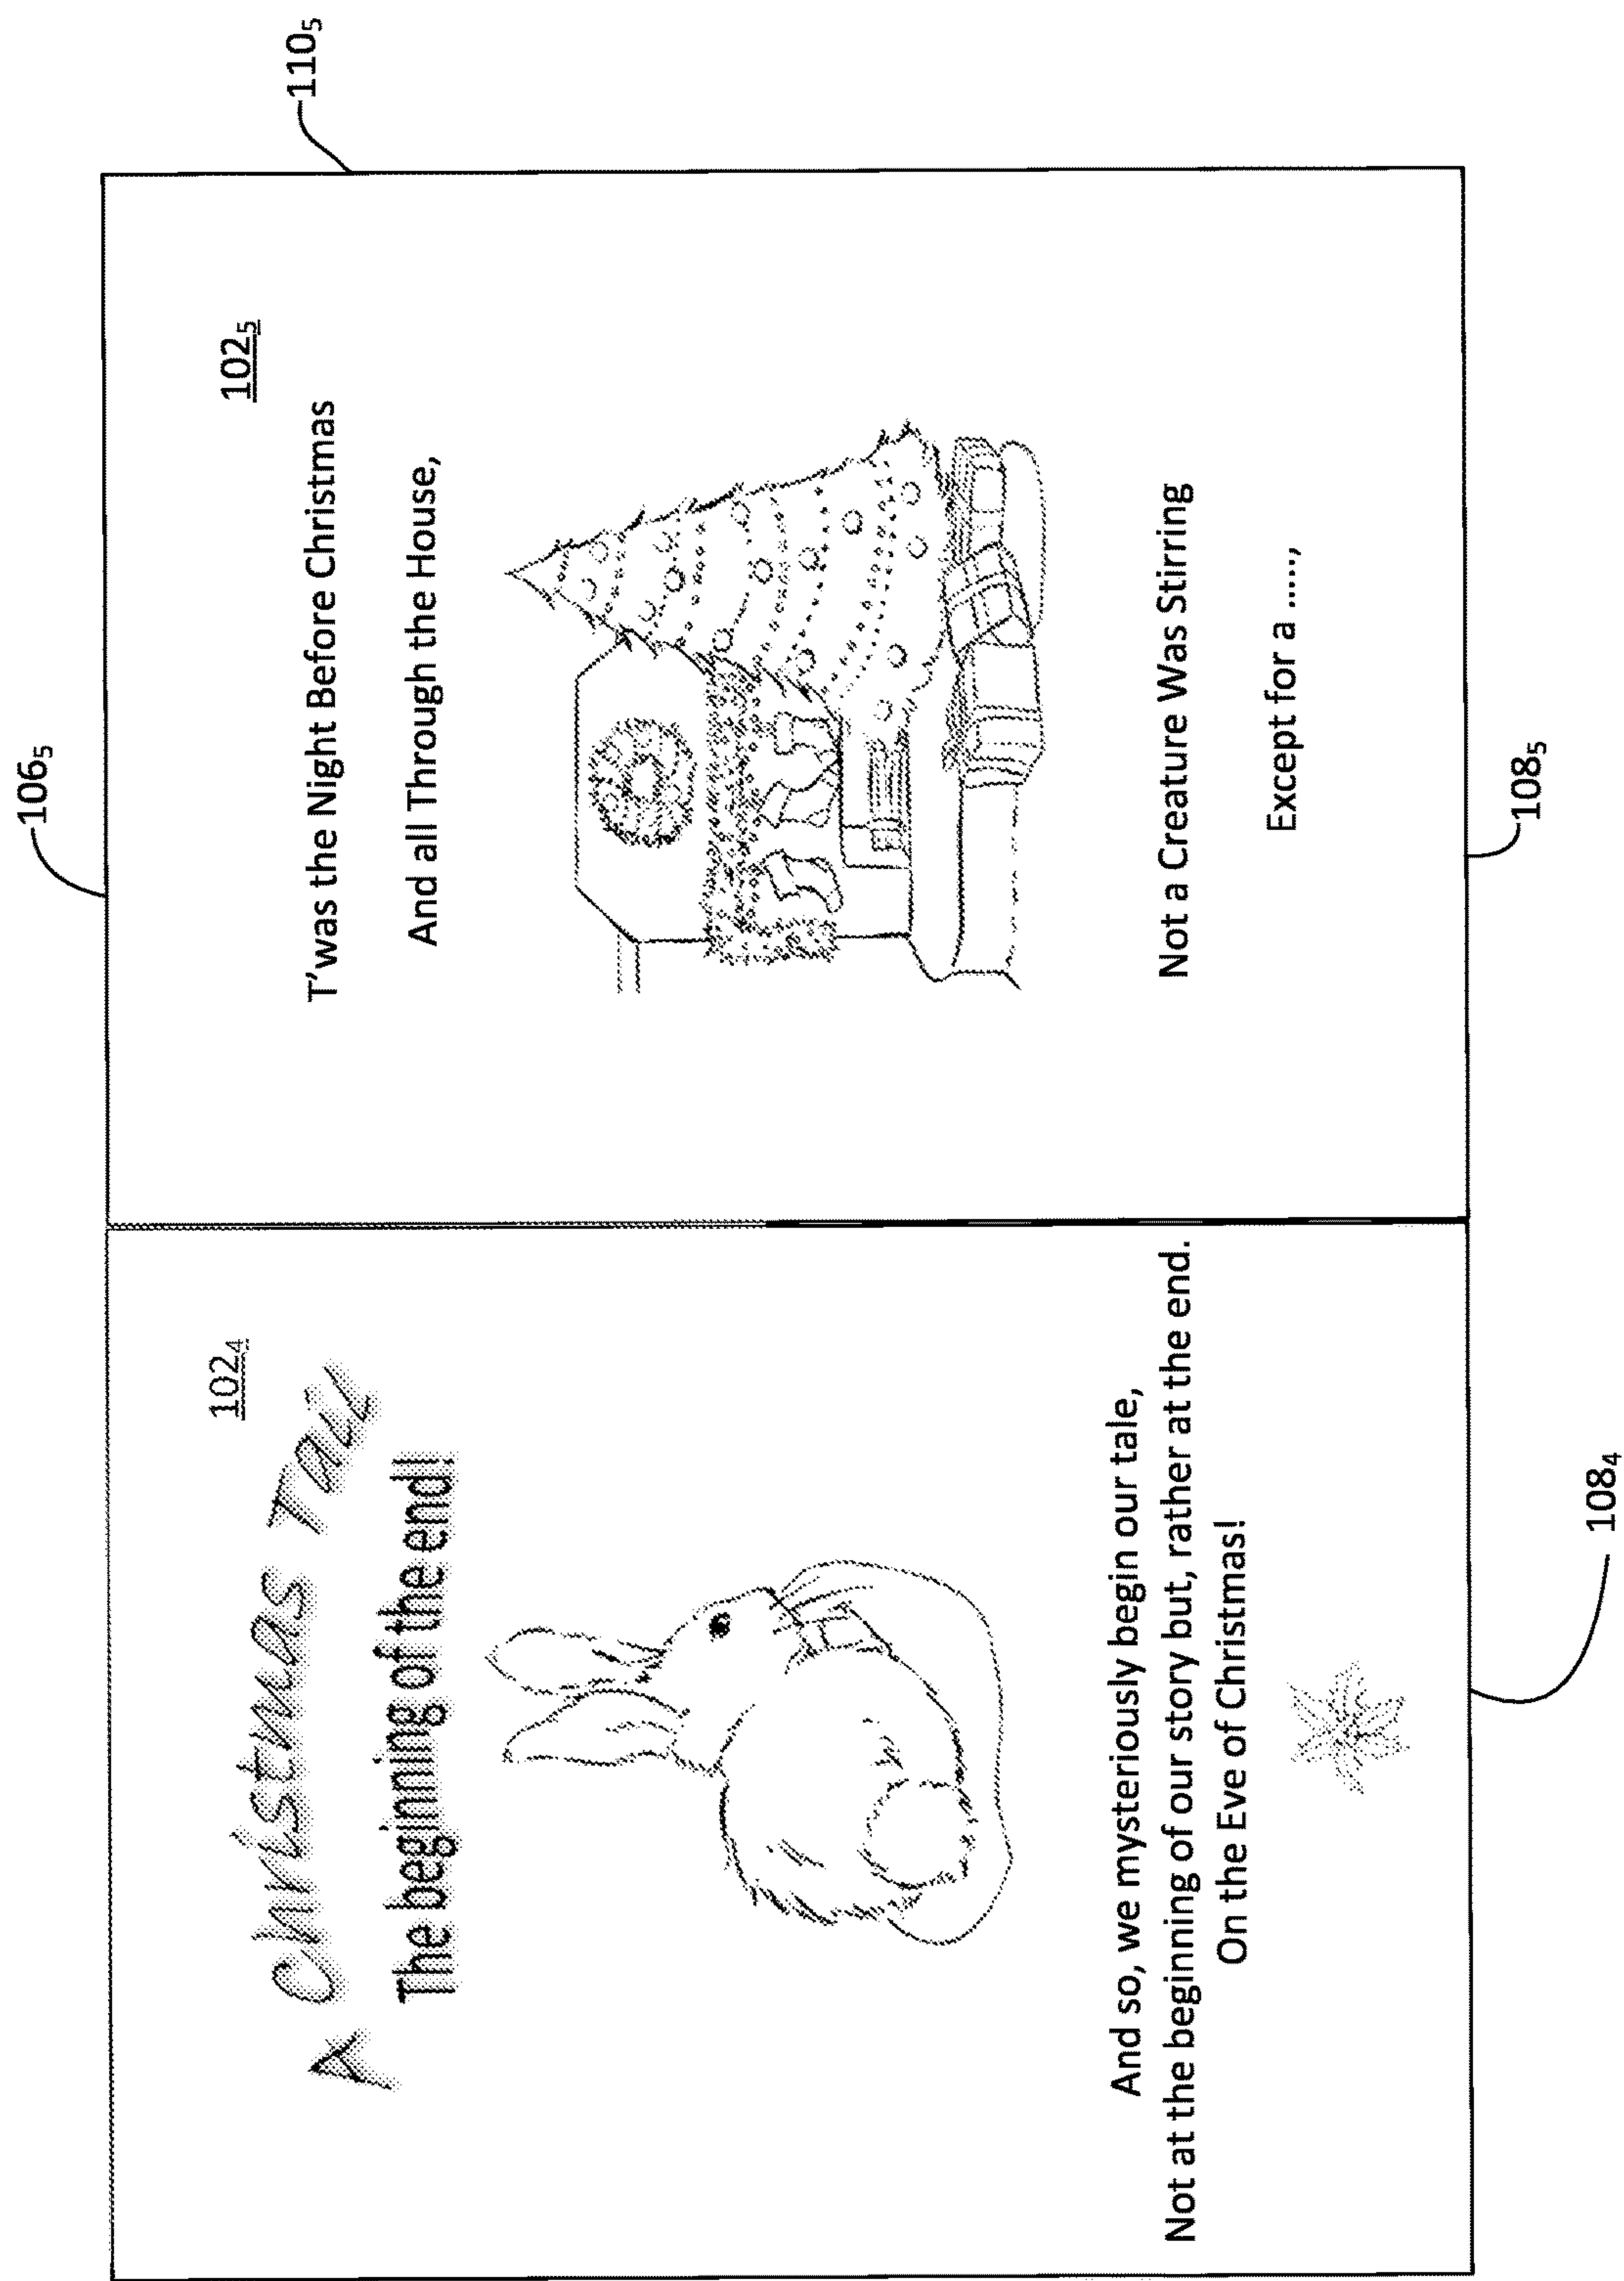 A Christmas Tail
102₄
The beginning of the end!
And so, we mysteriously begin our tale,
Not at the beginning of our story but, rather at the end.
On the Eve of Christmas!
108₄
106₅
110₅
102₅
T'was the Night Before Christmas
And all Through the House,
Not a Creature Was Stirring
Except for a .....,
108₅